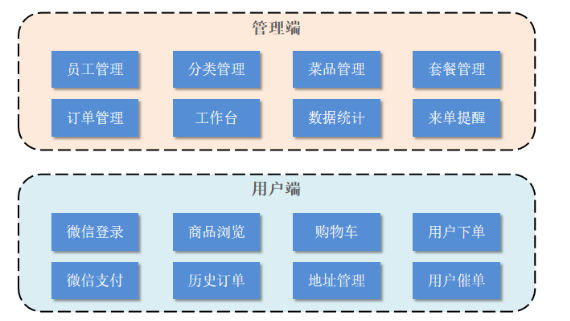 管理端
员工管理 分类管理 菜品管理 套餐管理
订单管理 工作台 数据统计 来单提醒
用户端
微信登录 商品浏览 购物车 用户下单
微信支付 历史订单 地址管理 用户催单